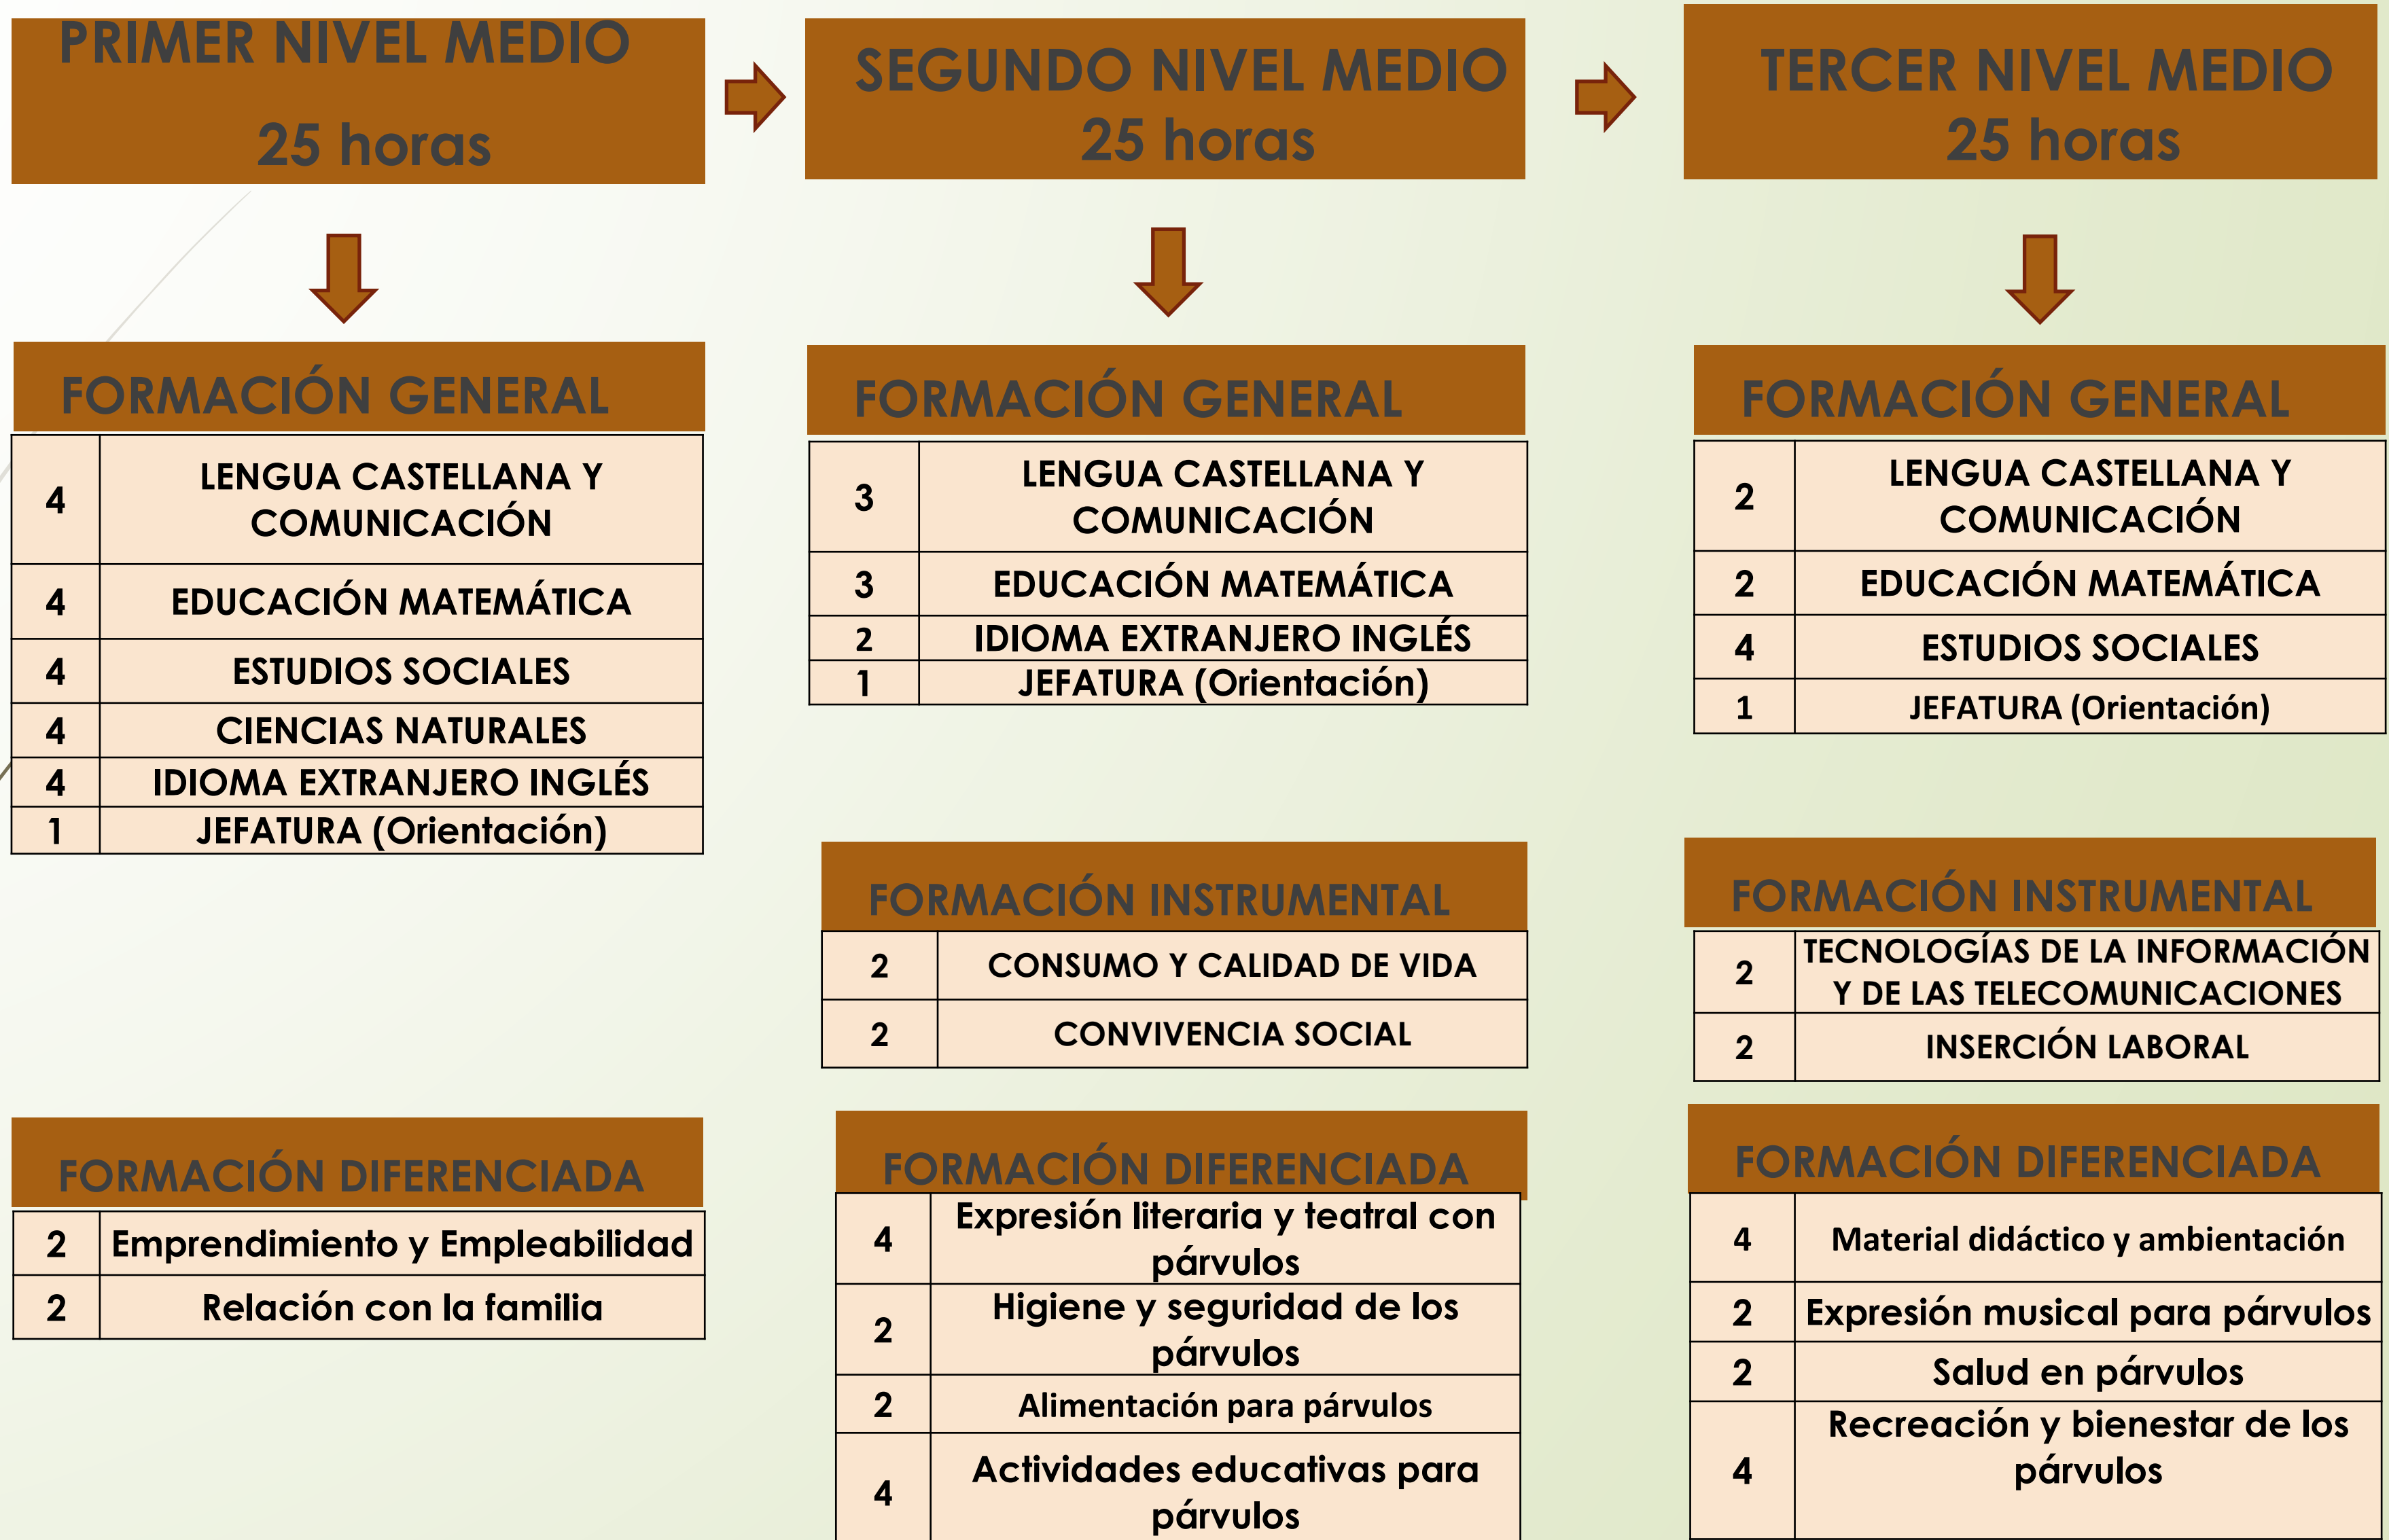 PRIMER NIVEL MEDIO
25 horas
FORMACIÓN GENERAL
4 LENGUA CASTELLANA Y
COMUNICACIÓN
4 EDUCACIÓN MATEMÁTICA
4 ESTUDIOS SOCIALES
4 CIENCIAS NATURALES
4 IDIOMA EXTRANJERO INGLÉS
1 JEFATURA (Orientación)
FORMACIÓN DIFERENCIADA
2 Emprendimiento y Empleabilidad
2 Relación con la familia
SEGUNDO NIVEL MEDIO
25 horas
FORMACIÓN GENERAL
3 LENGUA CASTELLANA Y
COMUNICACIÓN
3 EDUCACIÓN MATEMÁTICA
2 IDIOMA EXTRANJERO INGLÉS
1 JEFATURA (Orientación)
FORMACIÓN INSTRUMENTAL
2 CONSUMO Y CALIDAD DE VIDA
2 CONVIVENCIA SOCIAL
FORMACIÓN DIFERENCIADA
4 Expresión literaria y teatral con
párvulos
2 Higiene y seguridad de los
párvulos
2 Alimentación para párvulos
4 Actividades educativas para
párvulos
TERCER NIVEL MEDIO
25 horas
FORMACIÓN GENERAL
2 LENGUA CASTELLANA Y
COMUNICACIÓN
2 EDUCACIÓN MATEMÁTICA
4 ESTUDIOS SOCIALES
1 JEFATURA (Orientación)
FORMACIÓN INSTRUMENTAL
2 TECNOLOGÍAS DE LA INFORMACIÓN
Y DE LAS TELECOMUNICACIONES
2 INSERCIÓN LABORAL
FORMACIÓN DIFERENCIADA
4 Material didáctico y ambientación
2 Expresión musical para párvulos
2 Salud en párvulos
4 Recreación y bienestar de los
párvulos